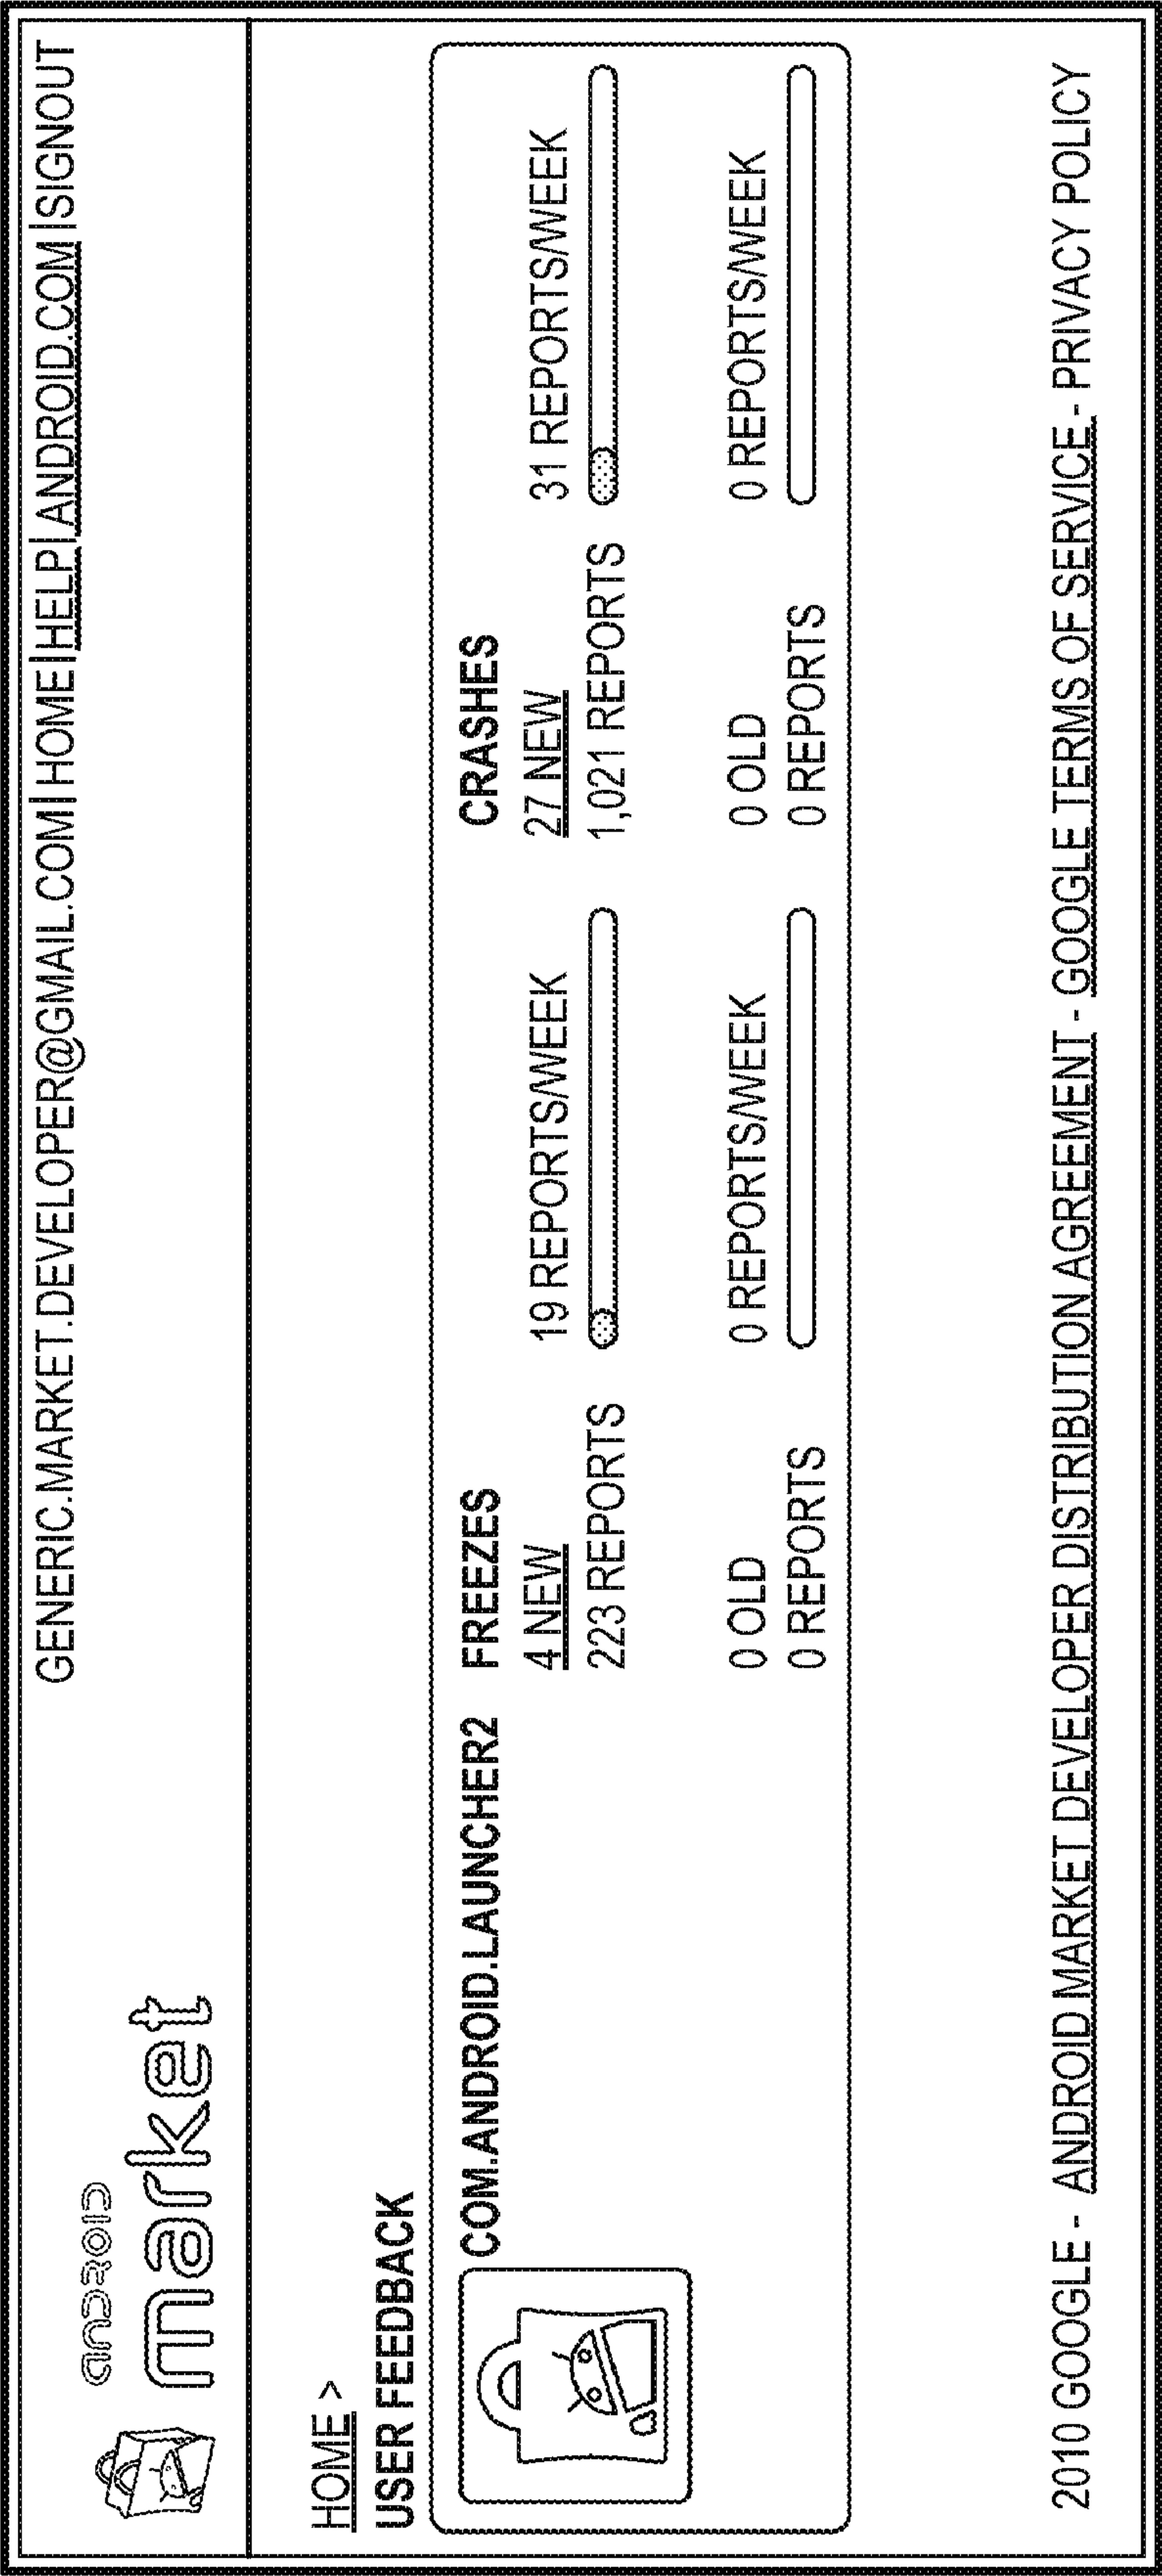 GENERIC.MARKET.DEVELOPER@GMAIL.COM|HOME|HELP|ANDROID.COM|SIGNOUT
ANDROID
market
HOME >
USER FEEDBACK
COM.ANDROID.LAUNCHER2 FREEZES CRASHES
4 NEW 19 REPORTS/WEEK 27 NEW 31 REPORTS/WEEK
223 REPORTS 1,021 REPORTS
0 OLD 0 REPORTS/WEEK 0 OLD 0 REPORTS/WEEK
0 REPORTS 0 REPORTS
2010 GOOGLE - ANDROID MARKET DEVELOPER DISTRIBUTION AGREEMENT - GOOGLE TERMS OF SERVICE - PRIVACY POLICY